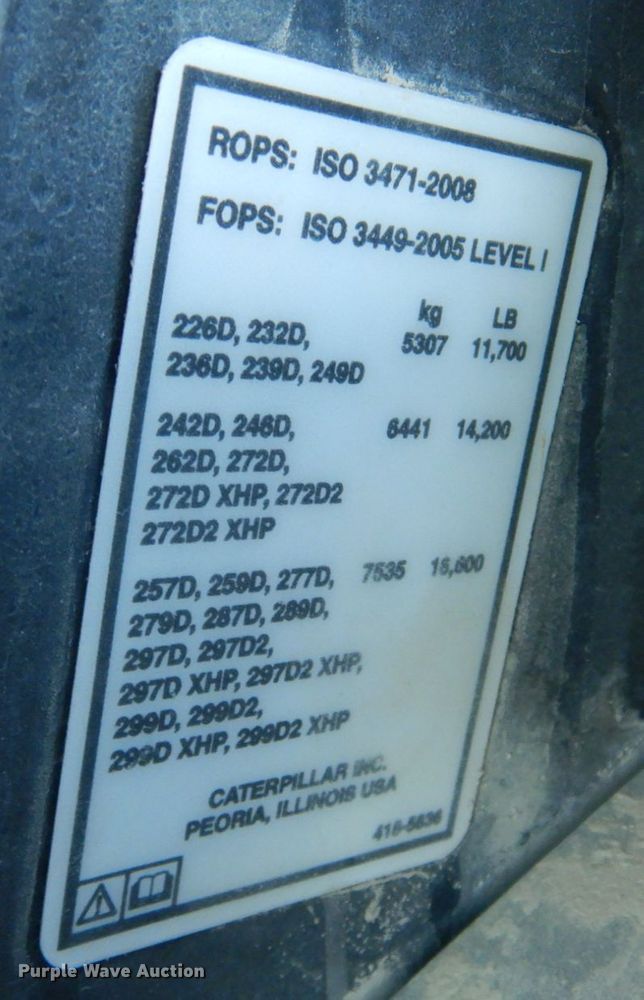 ROPS: ISO 3471-2008
FOPS: ISO 3449-2005 LEVEL I
kg LB
226D, 232D, 5307 11,700
236D, 239D, 249D
242D, 246D, 6441 14,200
262D, 272D,
272D XHP, 272D2
272D2 XHP
257D, 259D, 277D, 7535 16,600
279D, 287D, 289D,
297D, 297D2,
297D XHP, 297D2 XHP,
299D, 299D2,
299D XHP, 299D2 XHP
CATERPILLAR INC.
PEORIA, ILLINOIS USA
Purple Wave Auction